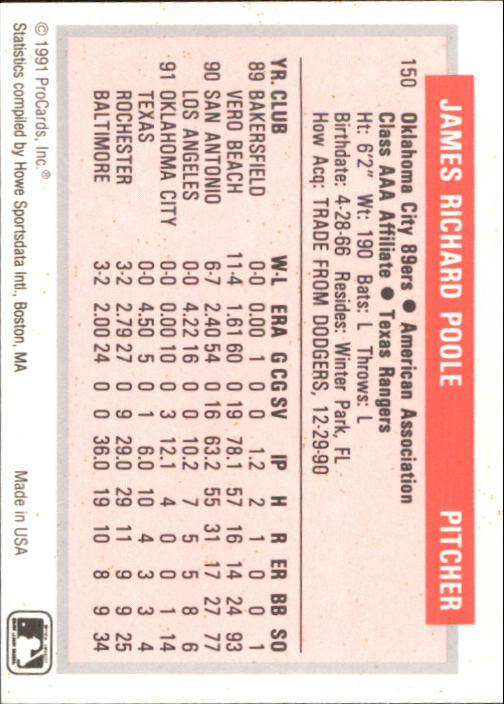 JAMES RICHARD POOLE PITCHER
150 Oklahoma City 89ers ● American Association
Class AAA Affiliate ● Texas Rangers
Ht: 6'2" Wt: 190 Bats: L Throws: L
Birthdate: 4-28-66 Resides: Winter Park, FL
How Acq: TRADE FROM DODGERS, 12-29-90
YR. CLUB W-L ERA G CG SV IP H R ER BB SO
89 BAKERSFIELD 0-0 0.00 1 0 0 1.2 2 1 0 0 1
VERO BEACH 11-4 1.61 60 0 19 78.1 57 16 14 24 93
90 SAN ANTONIO 6-7 2.40 54 0 16 63.2 55 31 17 27 77
LOS ANGELES 0-0 4.22 16 0 0 10.2 7 5 5 8 6
91 OKLAHOMA CITY 0-0 0.00 10 0 3 12.1 4 0 0 1 14
TEXAS 0-0 4.50 5 0 1 6.0 10 4 3 3 4
ROCHESTER 3-2 2.79 27 0 9 29.0 29 11 9 9 25
BALTIMORE 3-2 2.00 24 0 0 36.0 19 10 8 9 34
© 1991 ProCards, Inc.®
Statistics compiled by Howe Sportsdata Intl., Boston, MA Made in USA